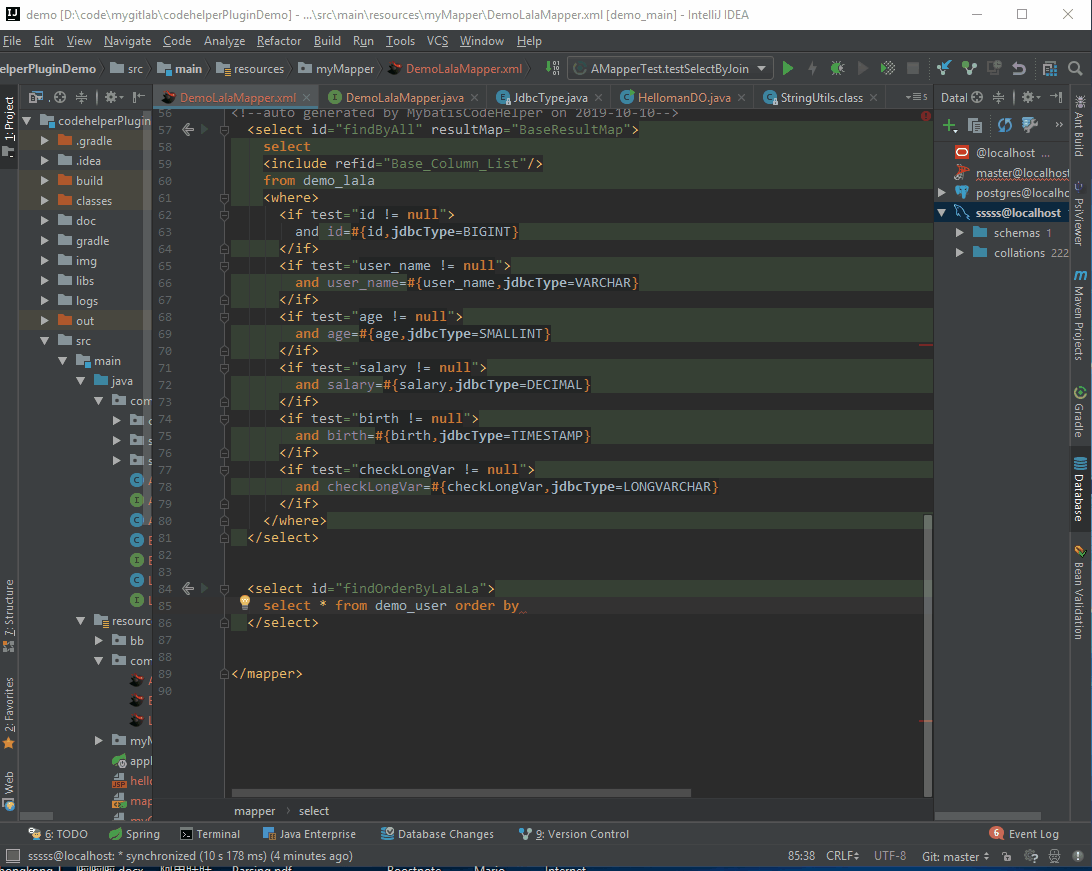 demo [D:\code\mygitlab\codehelperPluginDemo] - ...\src\main\resources\myMapper\DemoLalaMapper.xml [demo_main] - IntelliJ IDEA
File Edit View Navigate Code Analyze Refactor Build Run Tools VCS Window Help
elperPluginDemo src main resources myMapper DemoLalaMapper.xml AMapperTest.testSelectByJoin
DemoLalaMapper.xml DemoLalaMapper.java JdbcType.java HellomanDO.java StringUtils.class
Datal
1: Project
codehelperPlugin
.gradle
.idea
build
classes
doc
gradle
img
libs
logs
out
src
main
java
com
resourc
bb
com
myM
appl
hello
map
7: Structure
2: Favorites
Web
56 <!--auto generated by MybatisCodeHelper on 2019-10-10-->
57 <select id="findByAll" resultMap="BaseResultMap">
58 select
59 <include refid="Base_Column_List"/>
60 from demo_lala
61 <where>
62 <if test="id != null">
63 and id=#{id,jdbcType=BIGINT}
64 </if>
65 <if test="user_name != null">
66 and user_name=#{user_name,jdbcType=VARCHAR}
67 </if>
68 <if test="age != null">
69 and age=#{age,jdbcType=SMALLINT}
70 </if>
71 <if test="salary != null">
72 and salary=#{salary,jdbcType=DECIMAL}
73 </if>
74 <if test="birth != null">
75 and birth=#{birth,jdbcType=TIMESTAMP}
76 </if>
77 <if test="checkLongVar != null">
78 and checkLongVar=#{checkLongVar,jdbcType=LONGVARCHAR}
79 </if>
80 </where>
81 </select>
82
83
84 <select id="findOrderByLaLaLa">
85 select * from demo_user order by
86 </select>
87
88
89 </mapper>
90
mapper › select
@localhost ...
master@localhost
postgres@localho
sssss@localhost
schemas 1
collations 222
Ant Build
PsiViewer
Maven Projects
Gradle
Database
Bean Validation
6: TODO Spring Terminal Java Enterprise Database Changes 9: Version Control 6 Event Log
sssss@localhost: * synchronized (10 s 178 ms) (4 minutes ago) 85:38 CRLF UTF-8 Git: master